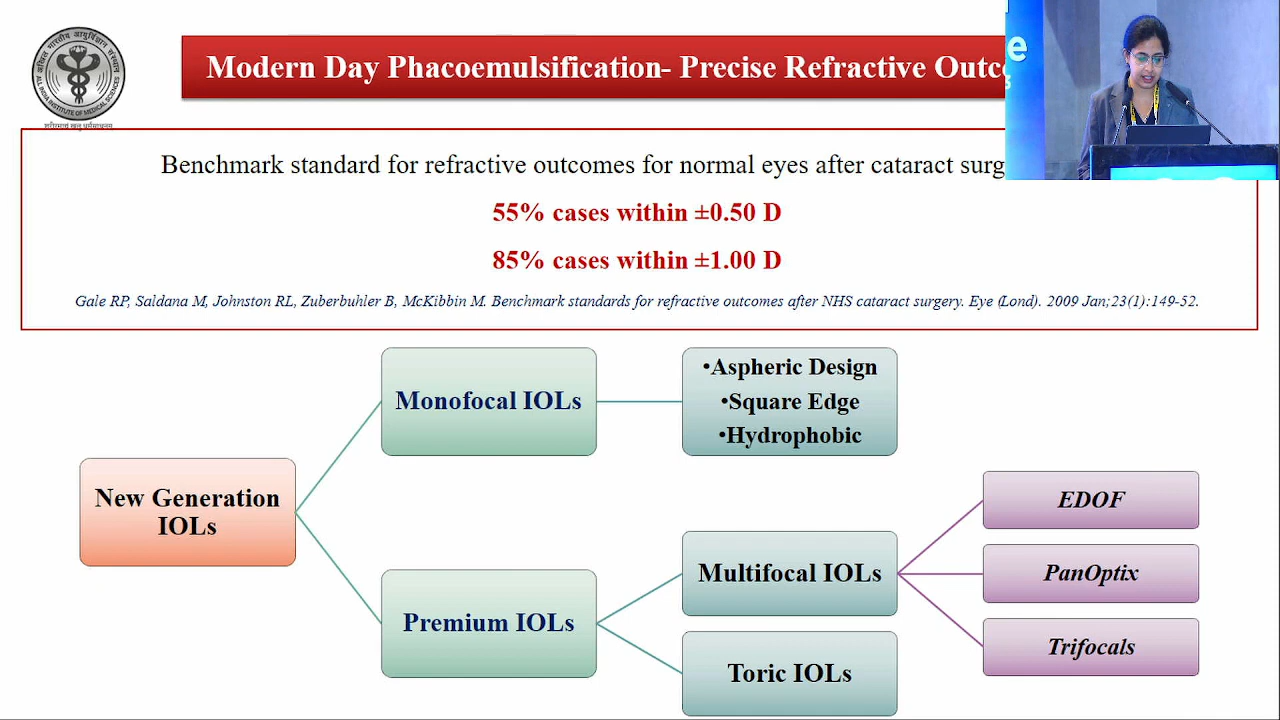 Modern Day Phacoemulsification- Precise Refractive Outc
e
3
Benchmark standard for refractive outcomes for normal eyes after cataract surg
55% cases within ±0.50 D
85% cases within ±1.00 D
Gale RP, Saldana M, Johnston RL, Zuberbuhler B, McKibbin M. Benchmark standards for refractive outcomes after NHS cataract surgery. Eye (Lond). 2009 Jan;23(1):149-52.
New Generation
IOLs
Monofocal IOLs
•Aspheric Design
•Square Edge
•Hydrophobic
Premium IOLs
Multifocal IOLs
Toric IOLs
EDOF
PanOptix
Trifocals